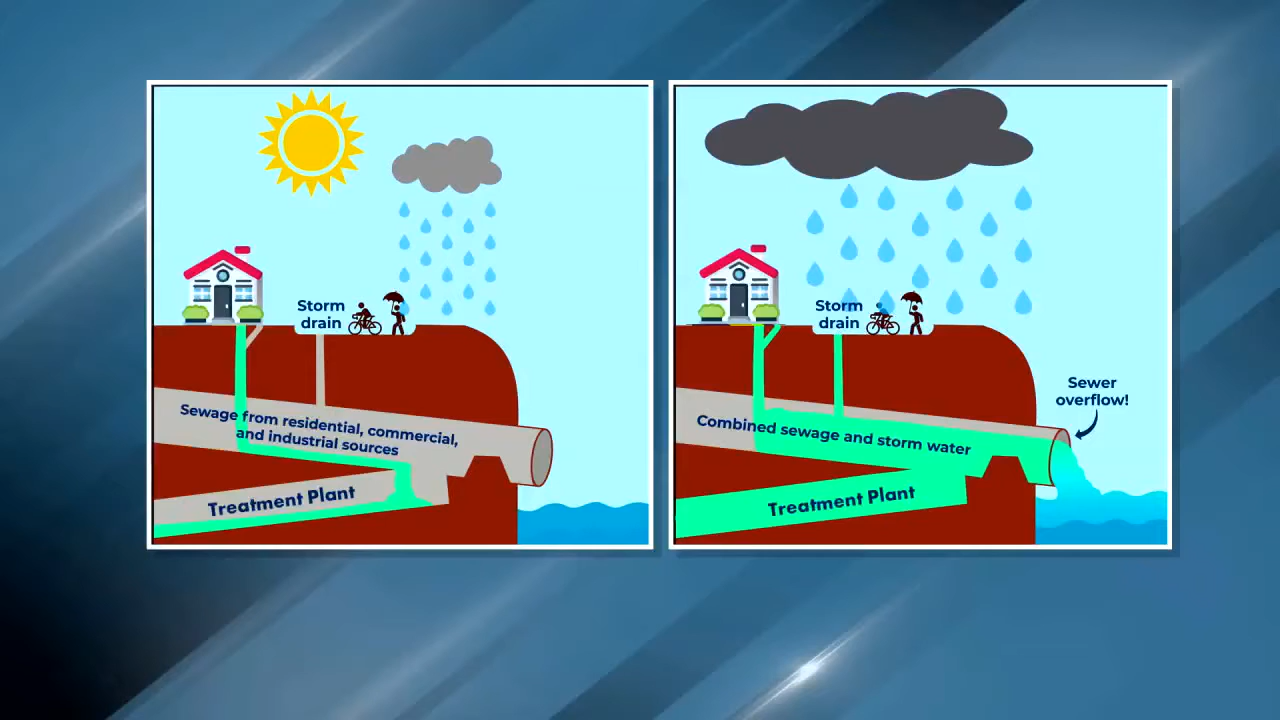 Storm
drain
Sewage from residential, commercial,
and industrial sources
Treatment Plant
Storm
drain
Sewer
overflow!
Combined sewage and storm water
Treatment Plant